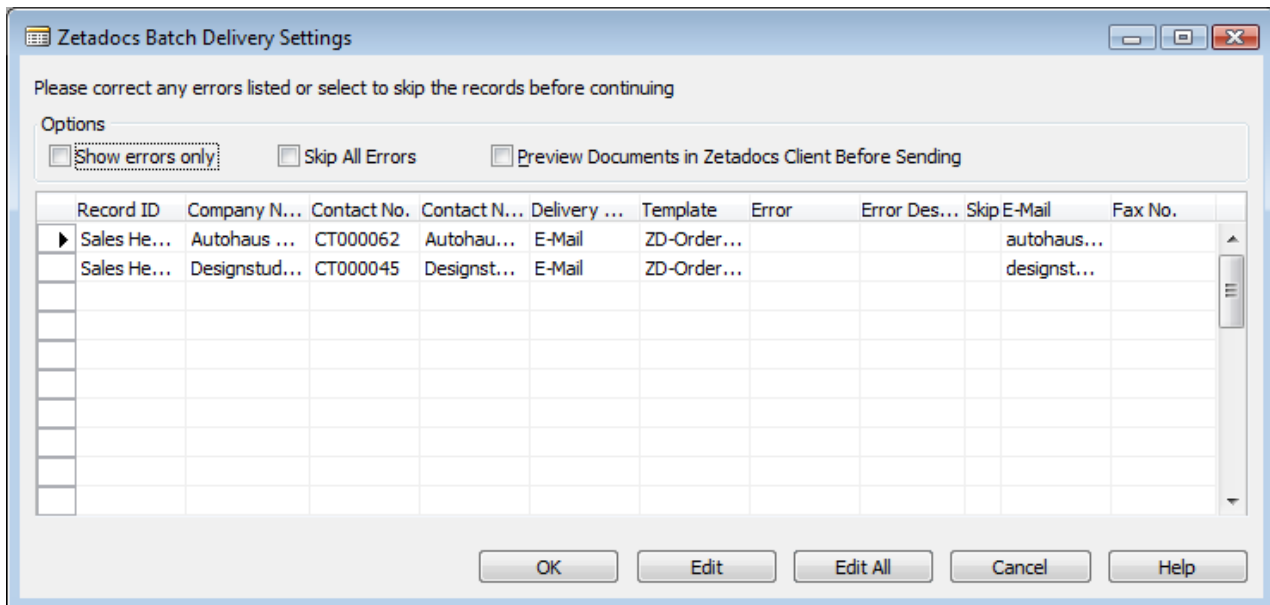 Zetadocs Batch Delivery Settings
Please correct any errors listed or select to skip the records before continuing
Options
Show errors only Skip All Errors Preview Documents in Zetadocs Client Before Sending
Record ID Company N... Contact No. Contact N... Delivery ... Template Error Error Des... Skip E-Mail Fax No.
Sales He... Autohaus ... CT000062 Autohau... E-Mail ZD-Order... autohaus...
Sales He... Designstud... CT000045 Designst... E-Mail ZD-Order... designst...
OK Edit Edit All Cancel Help